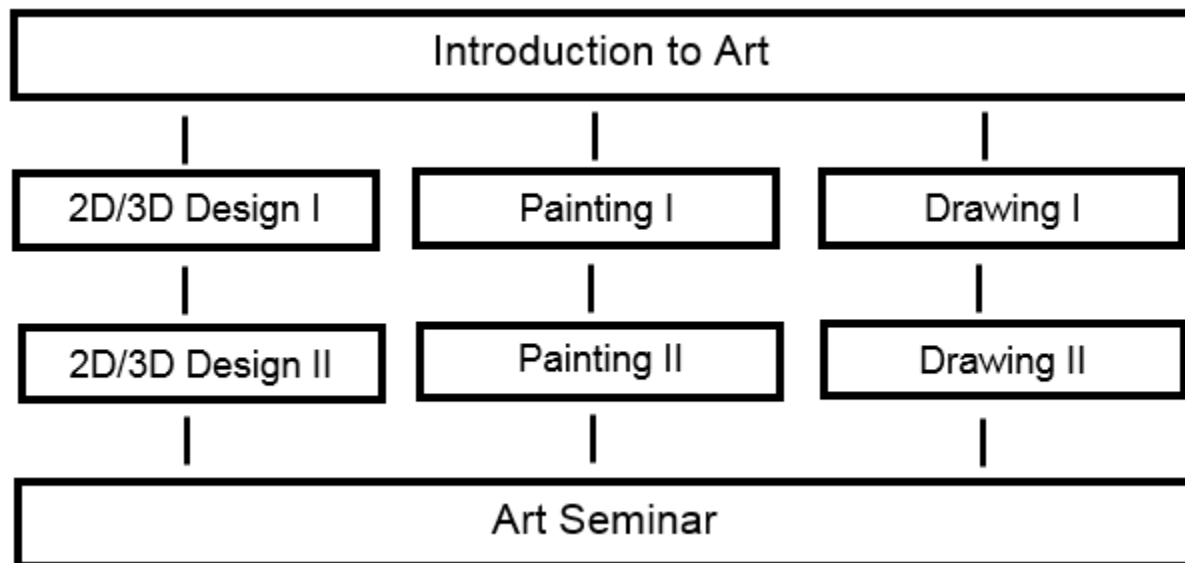 Introduction to Art
2D/3D Design I
Painting I
Drawing I
2D/3D Design II
Painting II
Drawing II
Art Seminar